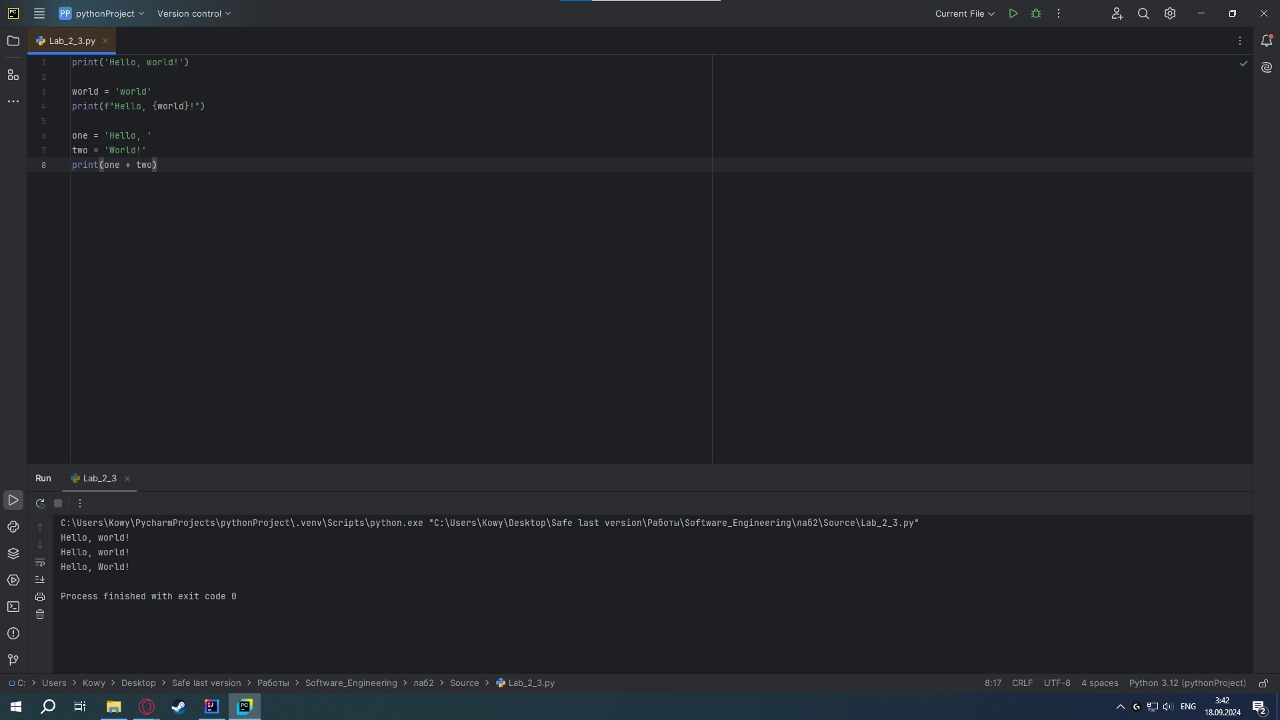 PC PP pythonProject Version control Current File
Lab_2_3.py
1 print('Hello, world!')
2
3 world = 'world'
4 print(f"Hello, {world}!")
5
6 one = 'Hello, '
7 two = 'World!'
8 print(one + two)
Run Lab_2_3
C:\Users\Kowy\PycharmProjects\pythonProject\.venv\Scripts\python.exe "C:\Users\Kowy\Desktop\Safe last version\Работы\Software_Engineering\лаб2\Source\Lab_2_3.py"
Hello, world!
Hello, world!
Hello, World!
Process finished with exit code 0
C: > Users > Kowy > Desktop > Safe last version > Работы > Software_Engineering > лаб2 > Source > Lab_2_3.py 8:17 CRLF UTF-8 4 spaces Python 3.12 (pythonProject)
PC ENG 3:42
18.09.2024 2